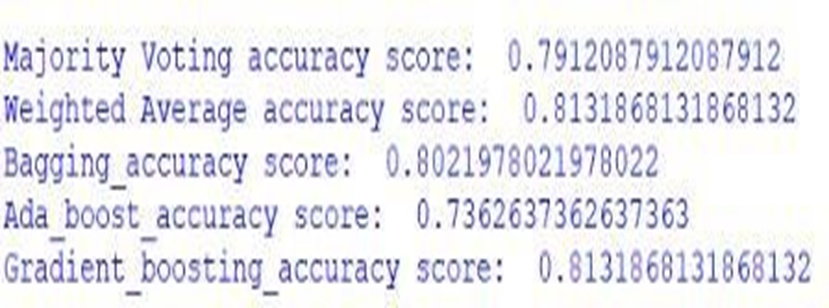 Majority Voting accuracy score:  0.7912087912087912
Weighted Average accuracy score:  0.8131868131868132
Bagging_accuracy score:  0.8021978021978022
Ada_boost_accuracy score:  0.7362637362637363
Gradient_boosting_accuracy score:  0.8131868131868132